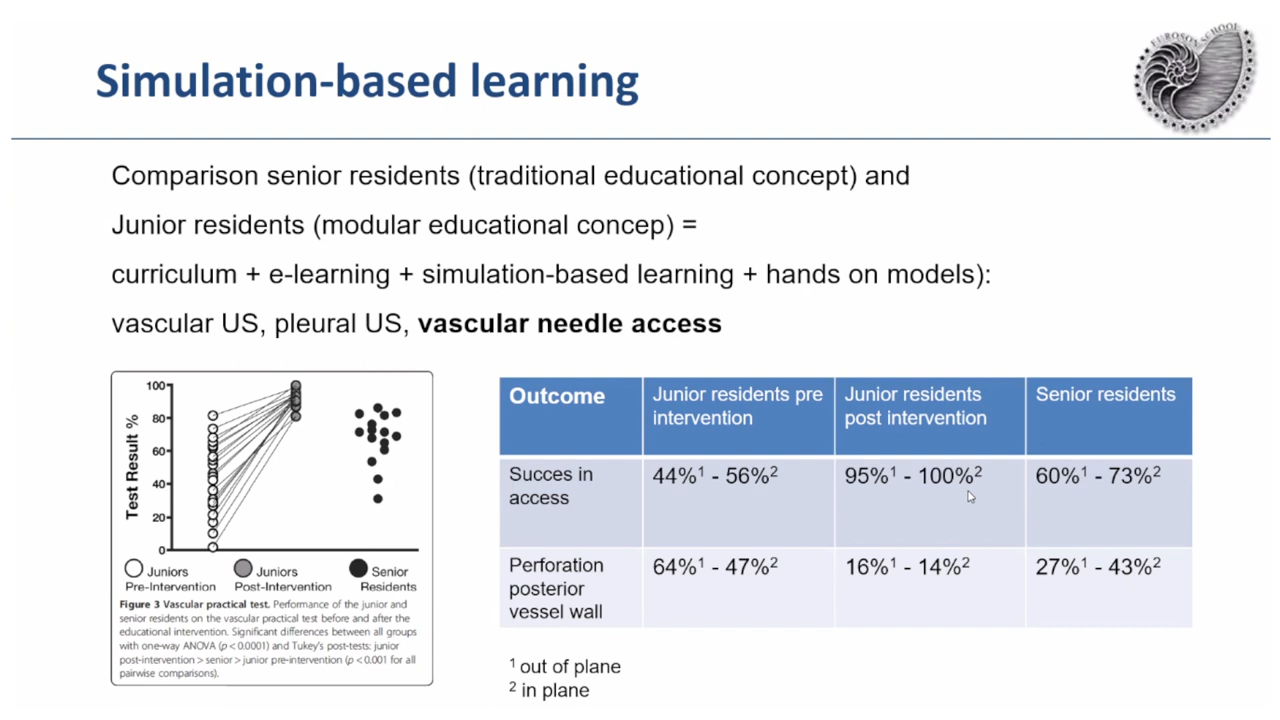 EUROSON SCHOOL
Simulation-based learning
Comparison senior residents (traditional educational concept) and
Junior residents (modular educational concep) =
curriculum + e-learning + simulation-based learning + hands on models):
vascular US, pleural US, vascular needle access
Test Result %
100
80
60
40
20
0
Juniors Pre-Intervention
Juniors Post-Intervention
Senior Residents
Figure 3 Vascular practical test. Performance of the junior and
senior residents on the vascular practical test before and after the
educational intervention. Significant differences between all groups
with one-way ANOVA (p < 0.0001) and Tukey's post-tests: junior
post-intervention > senior > junior pre-intervention (p < 0.001 for all
pairwise comparisons).
Outcome
Junior residents pre
intervention
Junior residents
post intervention
Senior residents
Succes in
access
44%¹ - 56%²
95%¹ - 100%²
60%¹ - 73%²
Perforation
posterior
vessel wall
64%¹ - 47%²
16%¹ - 14%²
27%¹ - 43%²
¹ out of plane
² in plane